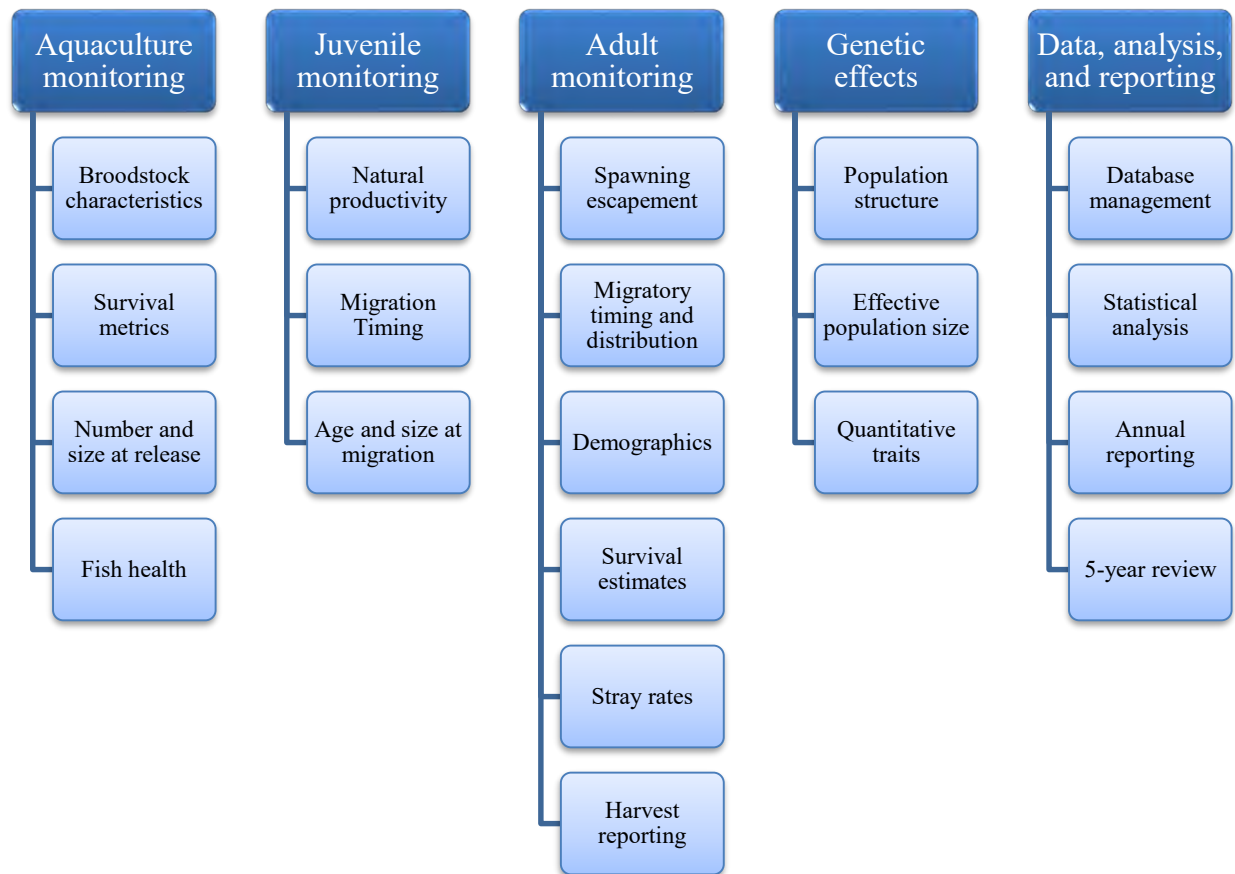 Aquaculture
monitoring
Broodstock
characteristics
Survival
metrics
Number and
size at release
Fish health
Juvenile
monitoring
Natural
productivity
Migration
Timing
Age and size at
migration
Adult
monitoring
Spawning
escapement
Migratory
timing and
distribution
Demographics
Survival
estimates
Stray rates
Harvest
reporting
Genetic
effects
Population
structure
Effective
population size
Quantitative
traits
Data, analysis,
and reporting
Database
management
Statistical
analysis
Annual
reporting
5-year review